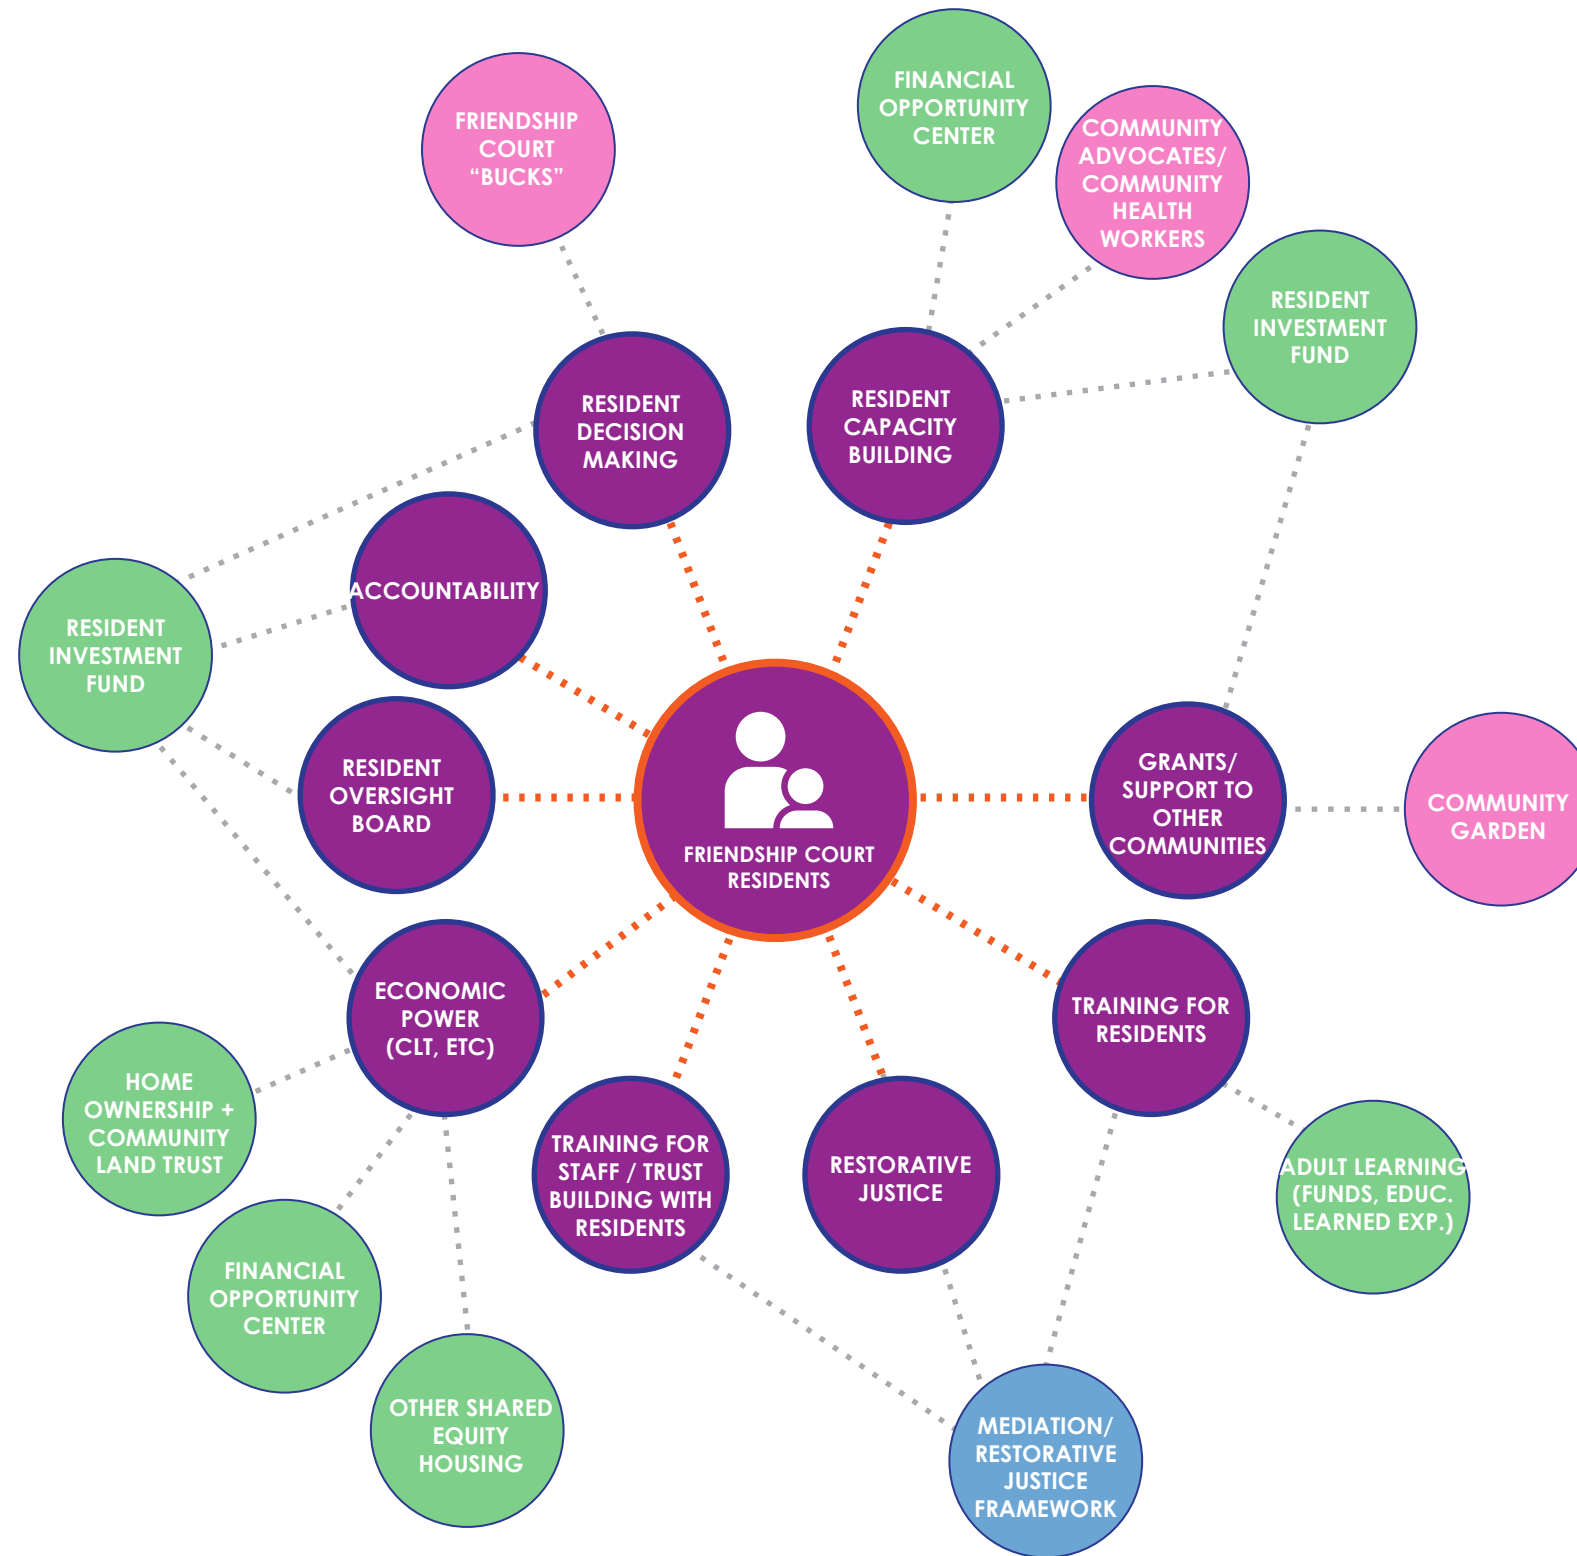 FINANCIAL
OPPORTUNITY
CENTER
FRIENDSHIP
COURT
“BUCKS”
COMMUNITY
ADVOCATES/
COMMUNITY
HEALTH
WORKERS
RESIDENT
INVESTMENT
FUND
RESIDENT
DECISION
MAKING
RESIDENT
CAPACITY
BUILDING
ACCOUNTABILITY
RESIDENT
INVESTMENT
FUND
RESIDENT
OVERSIGHT
BOARD
FRIENDSHIP COURT
RESIDENTS
GRANTS/
SUPPORT TO
OTHER
COMMUNITIES
COMMUNITY
GARDEN
ECONOMIC
POWER
(CLT, ETC)
TRAINING FOR
RESIDENTS
HOME
OWNERSHIP +
COMMUNITY
LAND TRUST
TRAINING FOR
STAFF / TRUST
BUILDING WITH
RESIDENTS
RESTORATIVE
JUSTICE
ADULT LEARNING
(FUNDS, EDUC.
LEARNED EXP.)
FINANCIAL
OPPORTUNITY
CENTER
OTHER SHARED
EQUITY
HOUSING
MEDIATION/
RESTORATIVE
JUSTICE
FRAMEWORK